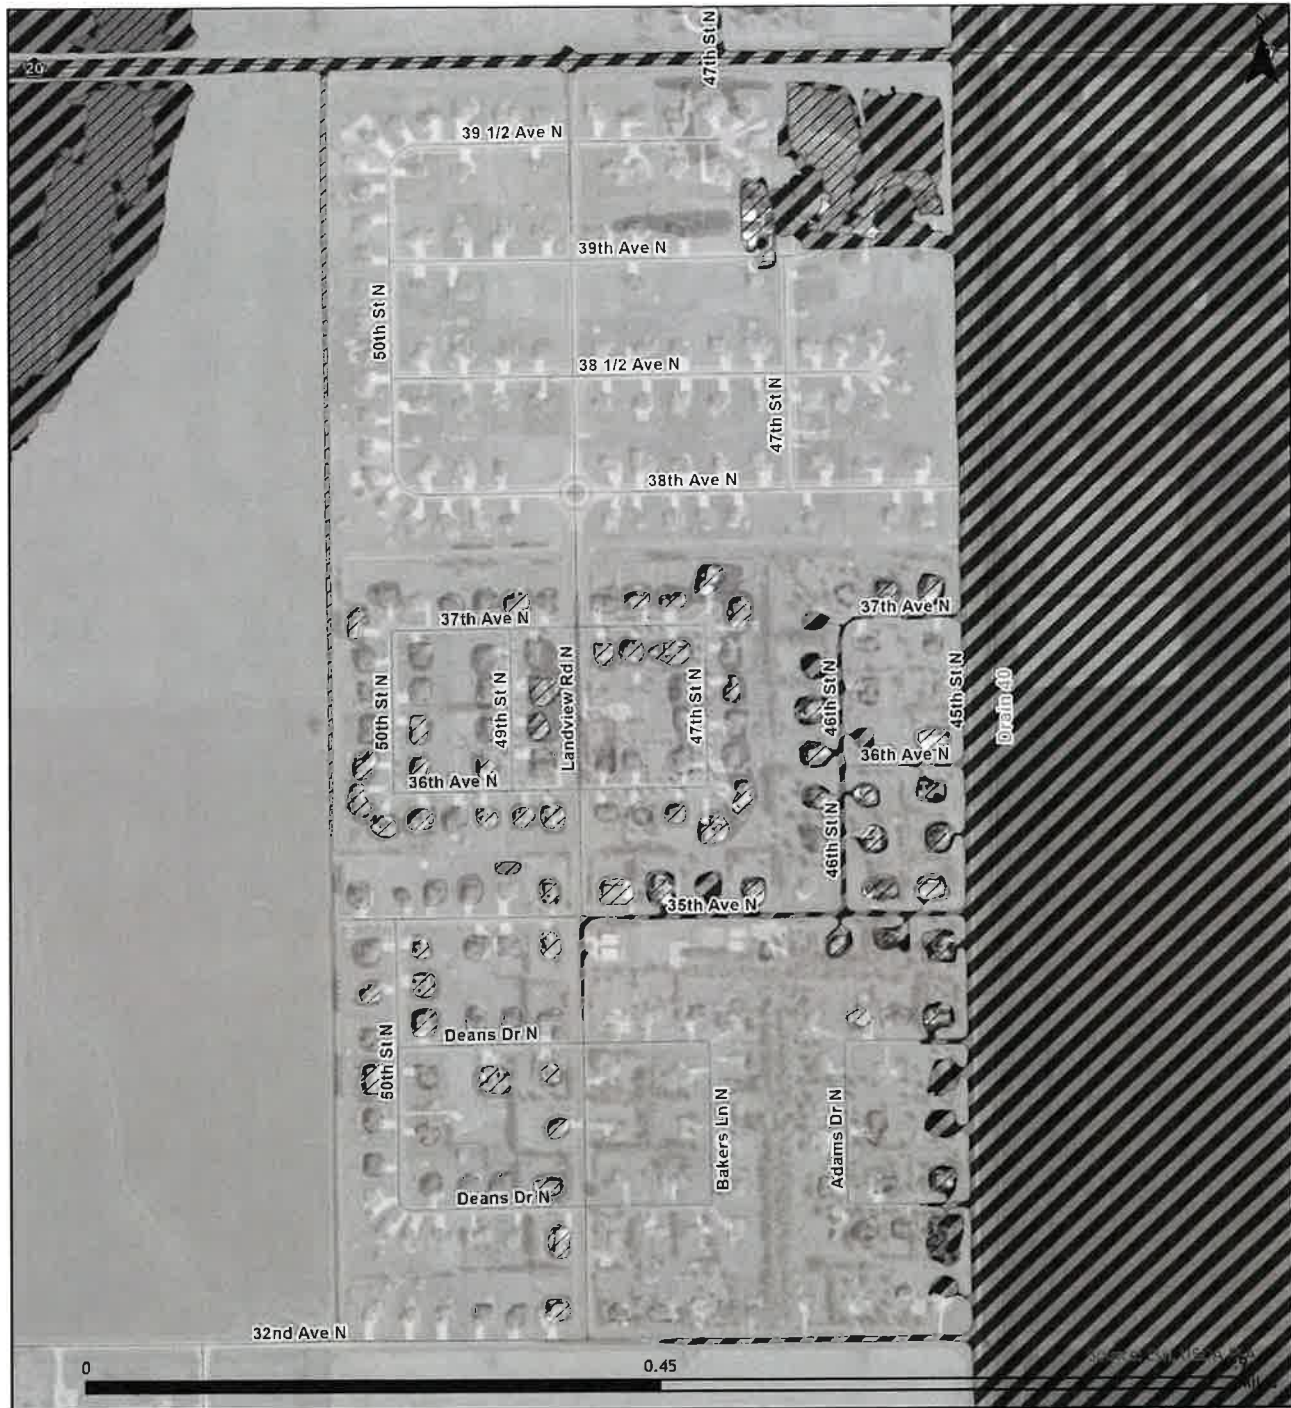 20
47th St N
39 1/2 Ave N
39th Ave N
50th St N
38 1/2 Ave N
47th St N
38th Ave N
37th Ave N
37th Ave N
50th St N
49th St N
Landview Rd N
47th St N
46th St N
45th St N
Drain 40
36th Ave N
36th Ave N
46th St N
35th Ave N
Deans Dr N
50th St N
Bakers Ln N
Adams Dr N
Deans Dr N
32nd Ave N
0
0.45